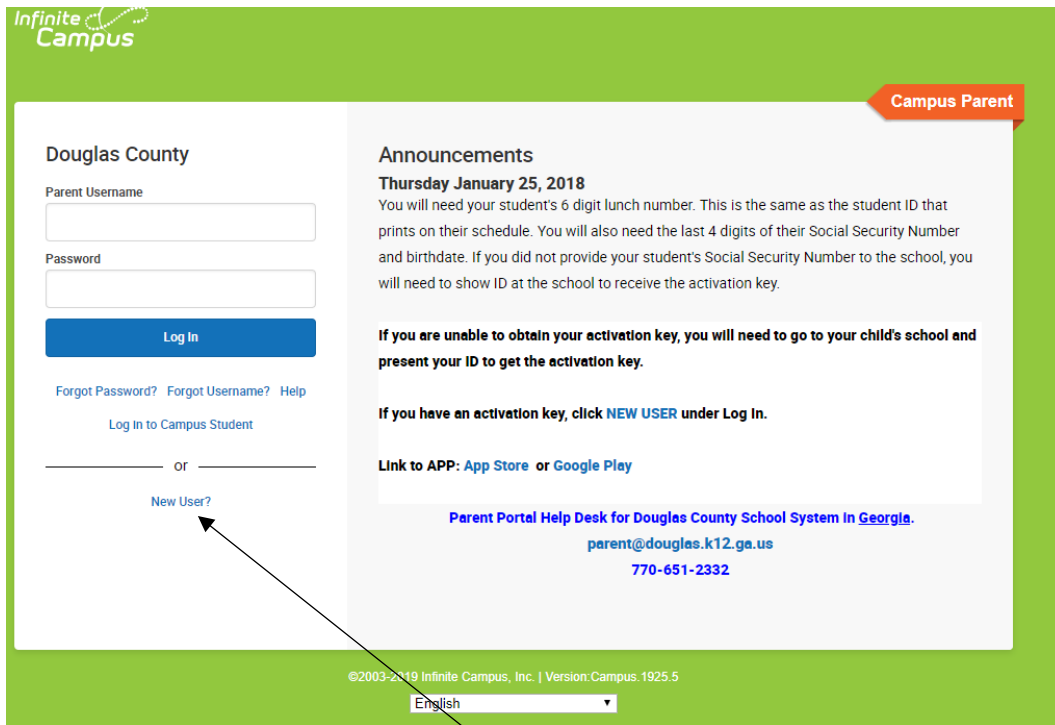 Infinite
Campus
Campus Parent
Douglas County
Parent Username
Password
Log In
Forgot Password? Forgot Username? Help
Log in to Campus Student
or
New User?
Announcements
Thursday January 25, 2018
You will need your student's 6 digit lunch number. This is the same as the student ID that
prints on their schedule. You will also need the last 4 digits of their Social Security Number
and birthdate. If you did not provide your student's Social Security Number to the school, you
will need to show ID at the school to receive the activation key.
If you are unable to obtain your activation key, you will need to go to your child's school and
present your ID to get the activation key.
If you have an activation key, click NEW USER under Log In.
Link to APP: App Store or Google Play
Parent Portal Help Desk for Douglas County School System in Georgia.
parent@douglas.k12.ga.us
770-651-2332
©2003-2019 Infinite Campus, Inc. | Version:Campus.1925.5
English